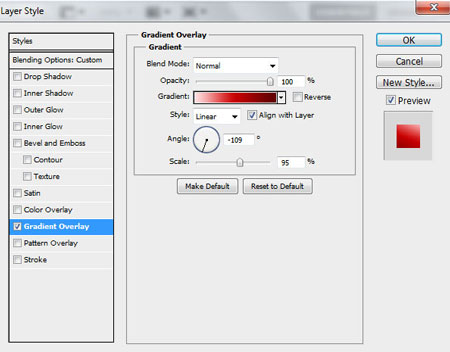 Layer Style
Styles
Blending Options: Custom
Drop Shadow
Inner Shadow
Outer Glow
Inner Glow
Bevel and Emboss
Contour
Texture
Satin
Color Overlay
Gradient Overlay
Pattern Overlay
Stroke
Gradient Overlay
Gradient
Blend Mode: Normal
Opacity: 100 %
Gradient: Reverse
Style: Linear Align with Layer
Angle: -109 °
Scale: 95 %
Make Default Reset to Default
OK
Cancel
New Style...
Preview